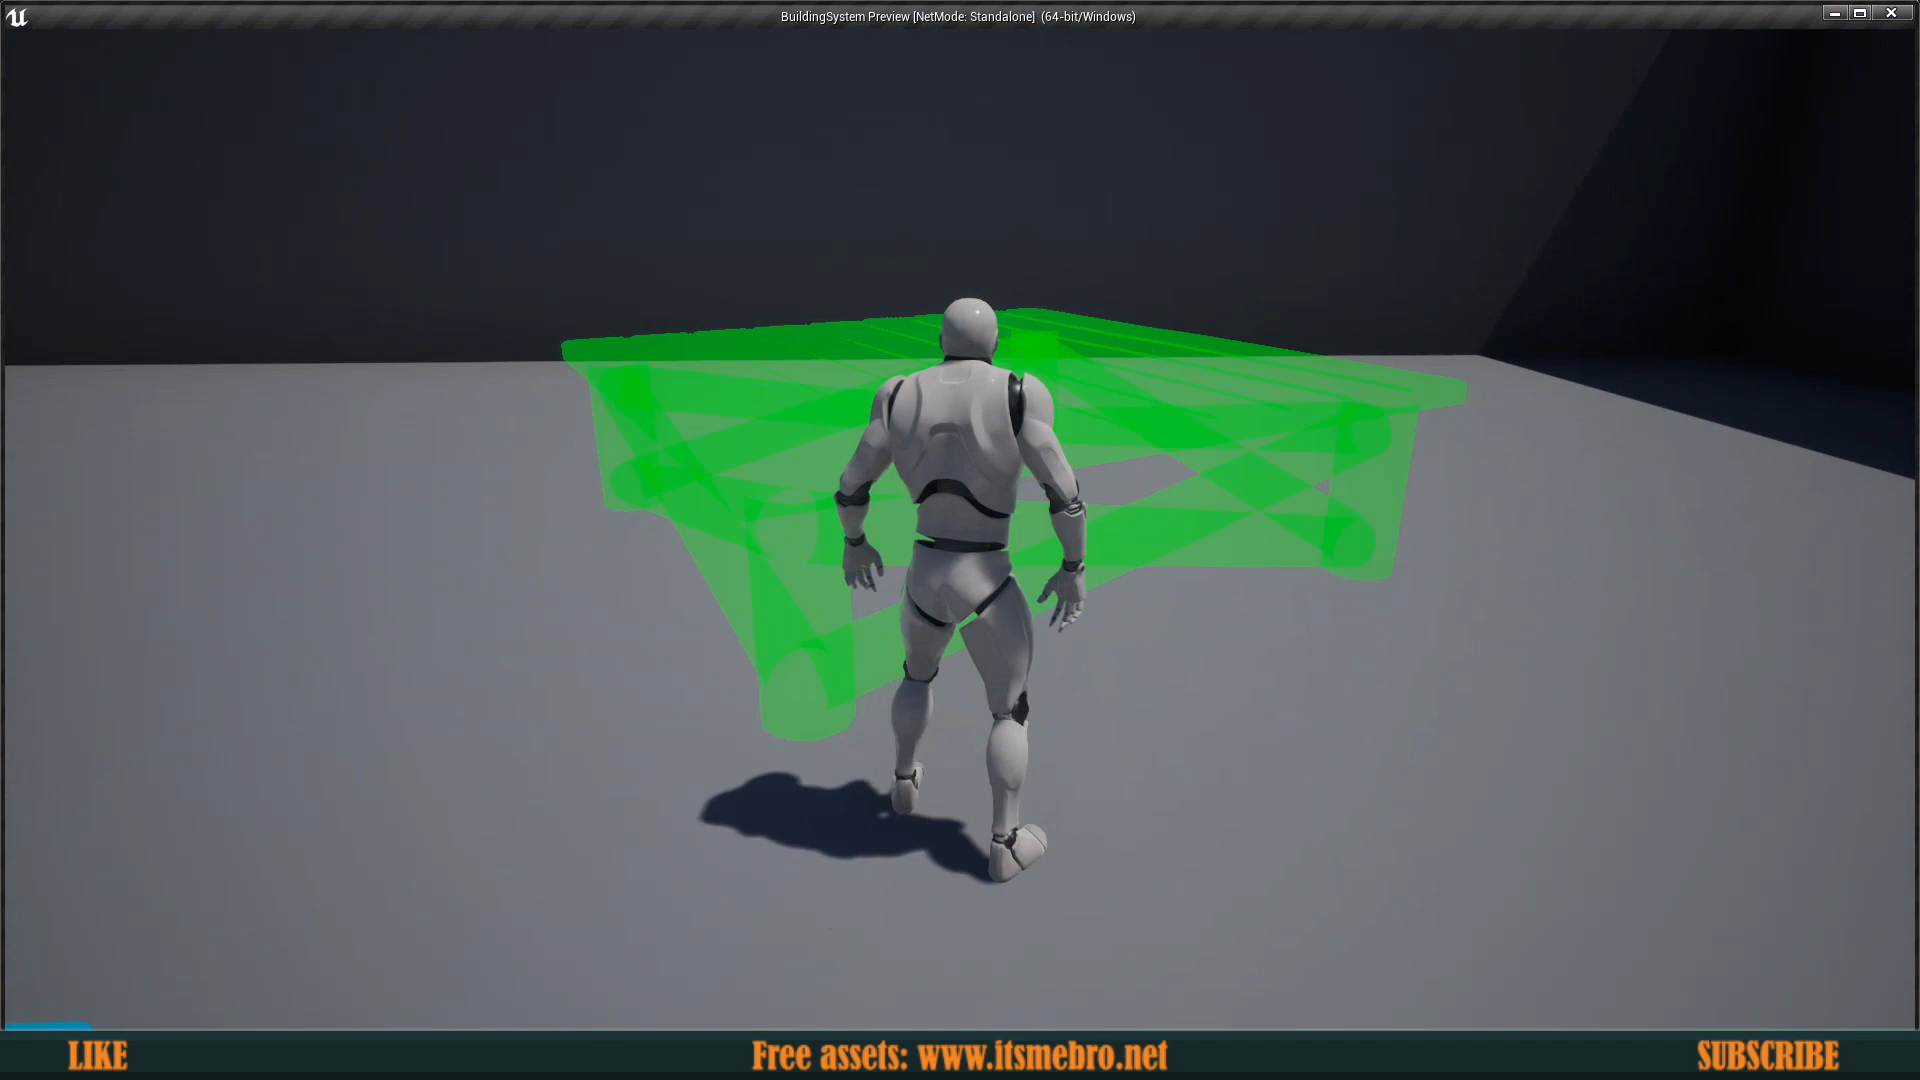 BuildingSystem Preview [NetMode: Standalone] (64-bit/Windows)
LIKE
Free assets: www.itsmebro.net
SUBSCRIBE